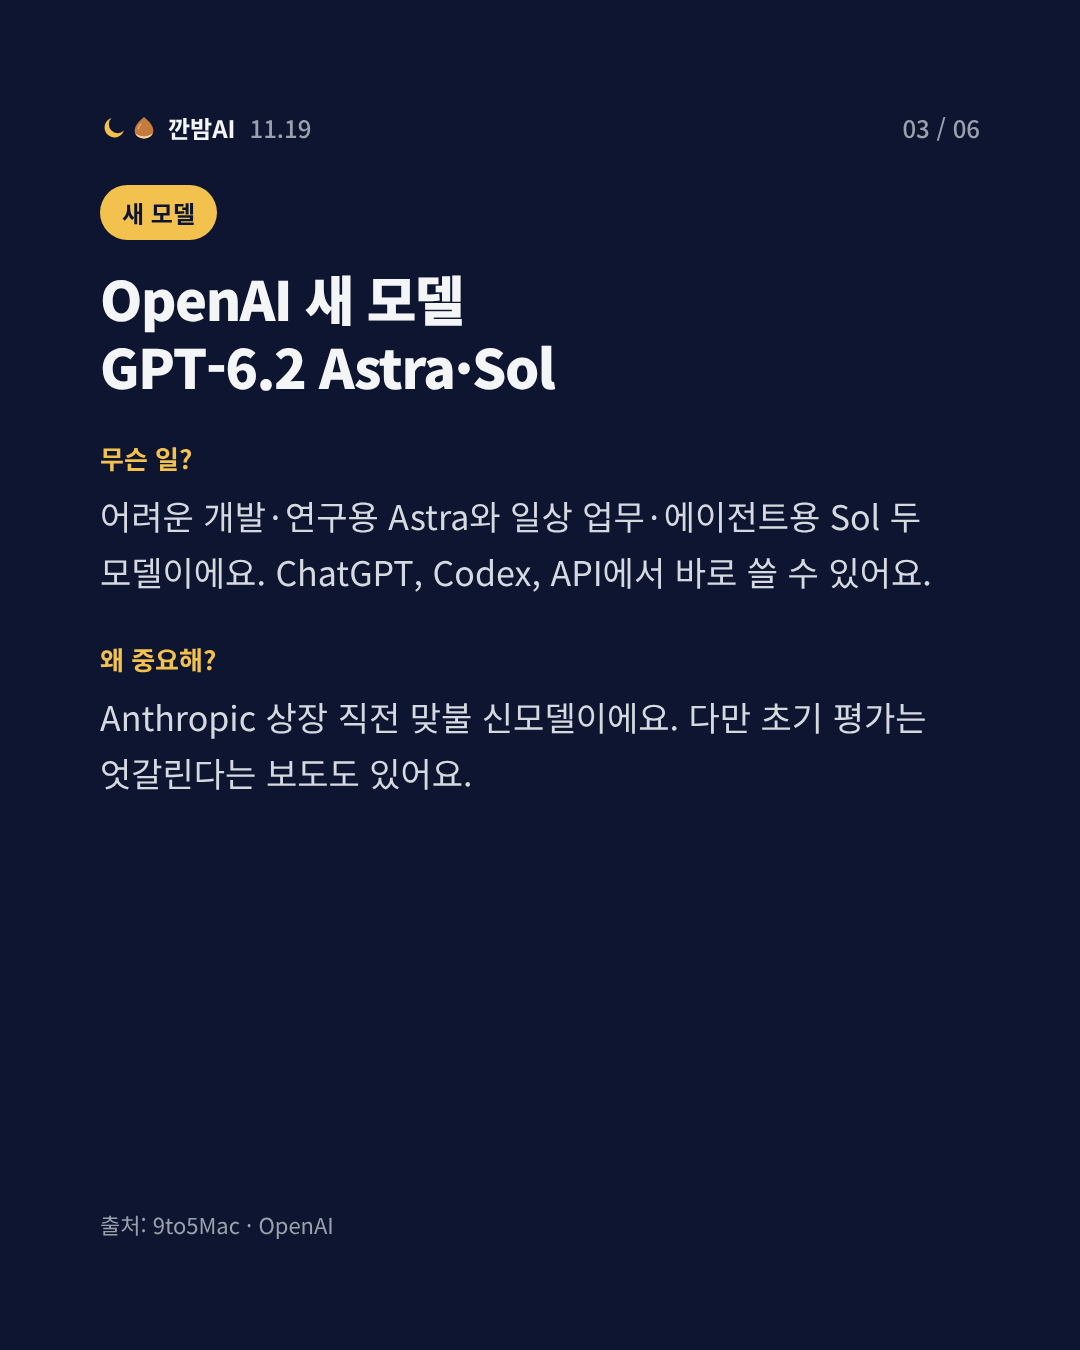 깐밤AI 11.19
03 / 06
새 모델
OpenAI 새 모델
GPT-6.2 Astra·Sol
무슨 일?
어려운 개발·연구용 Astra와 일상 업무·에이전트용 Sol 두
모델이에요. ChatGPT, Codex, API에서 바로 쓸 수 있어요.
왜 중요해?
Anthropic 상장 직전 맞불 신모델이에요. 다만 초기 평가는
엇갈린다는 보도도 있어요.
출처: 9to5Mac · OpenAI